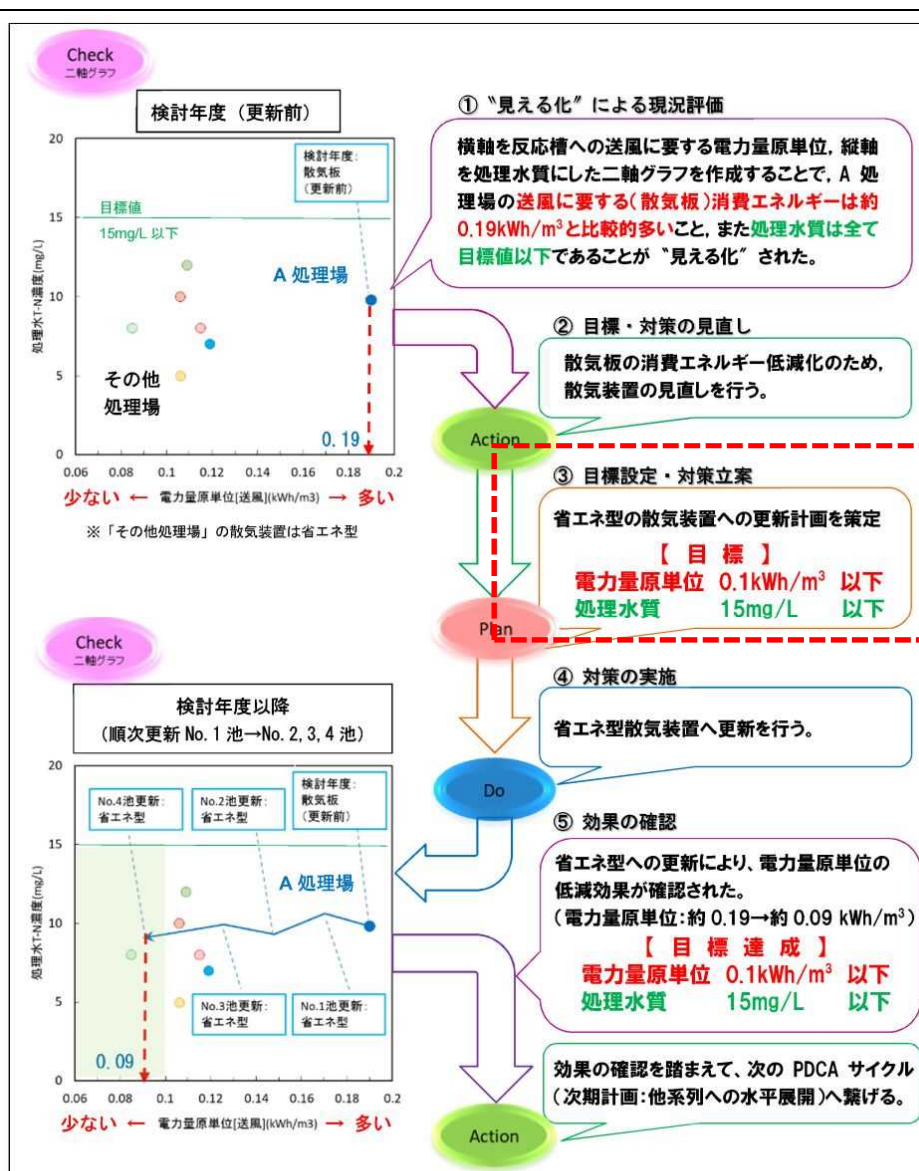 Check
二軸グラフ
検討年度（更新前）
20
15
10
5
0
処理水T-N濃度(mg/L)
目標値
15mg/L 以下
検討年度：
散気板
（更新前）
A 処理場
その他
処理場
0.19
0.06 0.08 0.1 0.12 0.14 0.16 0.18 0.2
少ない ← 電力量原単位[送風](kWh/m3) → 多い
※「その他処理場」の散気装置は省エネ型
① “見える化” による現況評価
横軸を反応槽への送風に要する電力量原単位，縦軸
を処理水質にした二軸グラフを作成することで，A 処
理場の送風に要する（散気板）消費エネルギーは約
0.19kWh/m³と比較的多いこと，また処理水質は全て
目標値以下であることが “見える化” された。
② 目標・対策の見直し
散気板の消費エネルギー低減化のため，
散気装置の見直しを行う。
Action
③ 目標設定・対策立案
省エネ型の散気装置への更新計画を策定
【 目 標 】
電力量原単位 0.1kWh/m³ 以下
処理水質 15mg/L 以下
Plan
④ 対策の実施
省エネ型散気装置へ更新を行う。
Do
Check
二軸グラフ
検討年度以降
（順次更新 No.1 池→No.2,3,4 池）
20
15
10
5
0
処理水T-N濃度(mg/L)
No.4池更新：
省エネ型
No.2池更新：
省エネ型
検討年度：
散気板
（更新前）
A 処理場
No.3池更新：
省エネ型
No.1池更新：
省エネ型
0.09
0.06 0.08 0.1 0.12 0.14 0.16 0.18 0.2
少ない ← 電力量原単位[送風](kWh/m3) → 多い
⑤ 効果の確認
省エネ型への更新により、電力量原単位の
低減効果が確認された。
（電力量原単位：約 0.19→約 0.09 kWh/m³）
【 目 標 達 成 】
電力量原単位 0.1kWh/m³ 以下
処理水質 15mg/L 以下
効果の確認を踏まえて、次の PDCA サイクル
（次期計画：他系列への水平展開）へ繋げる。
Action